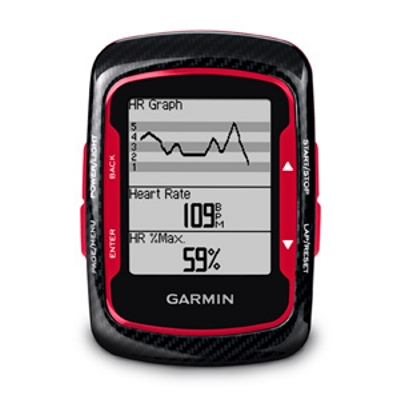 HR Graph
5
4
3
2
1
Heart Rate
109 BPM
HR %Max.
59%
GARMIN
POWER/LIGHT
BACK
PAGE/MENU
ENTER
START/STOP
LAP/RESET